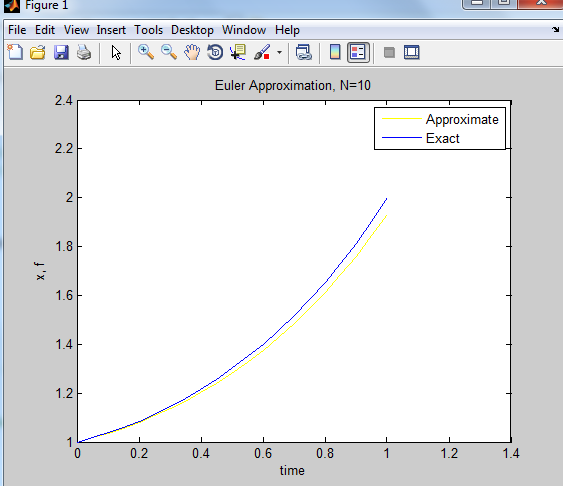 Figure 1
File Edit View Insert Tools Desktop Window Help
Euler Approximation, N=10
2.4
2.2
2
1.8
1.6
1.4
1.2
1
x, f
Approximate
Exact
0 0.2 0.4 0.6 0.8 1 1.2 1.4
time